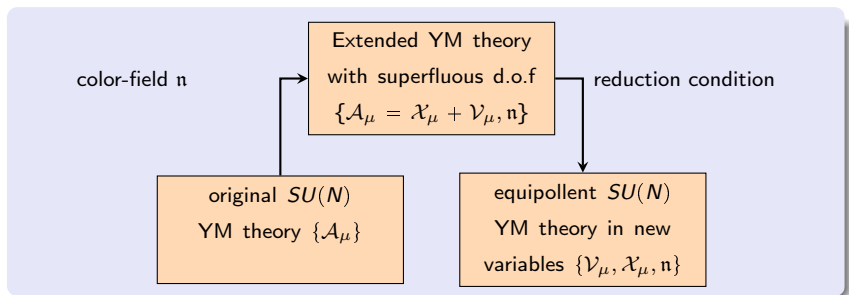 Extended YM theory
color-field 𝔫
with superfluous d.o.f
reduction condition
{𝒜_μ = 𝒳_μ + 𝒱_μ, 𝔫}
original SU(N)
YM theory {𝒜_μ}
equipollent SU(N)
YM theory in new
variables {𝒱_μ, 𝒳_μ, 𝔫}